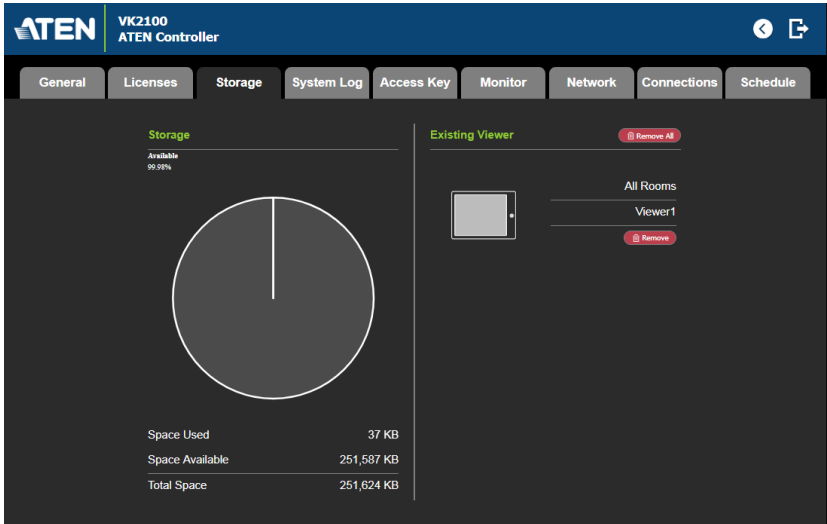 ATEN
VK2100
ATEN Controller
General Licenses Storage System Log Access Key Monitor Network Connections Schedule
Storage
Available
99.98%
Space Used 37 KB
Space Available 251,587 KB
Total Space 251,624 KB
Existing Viewer Remove All
All Rooms
Viewer1
Remove